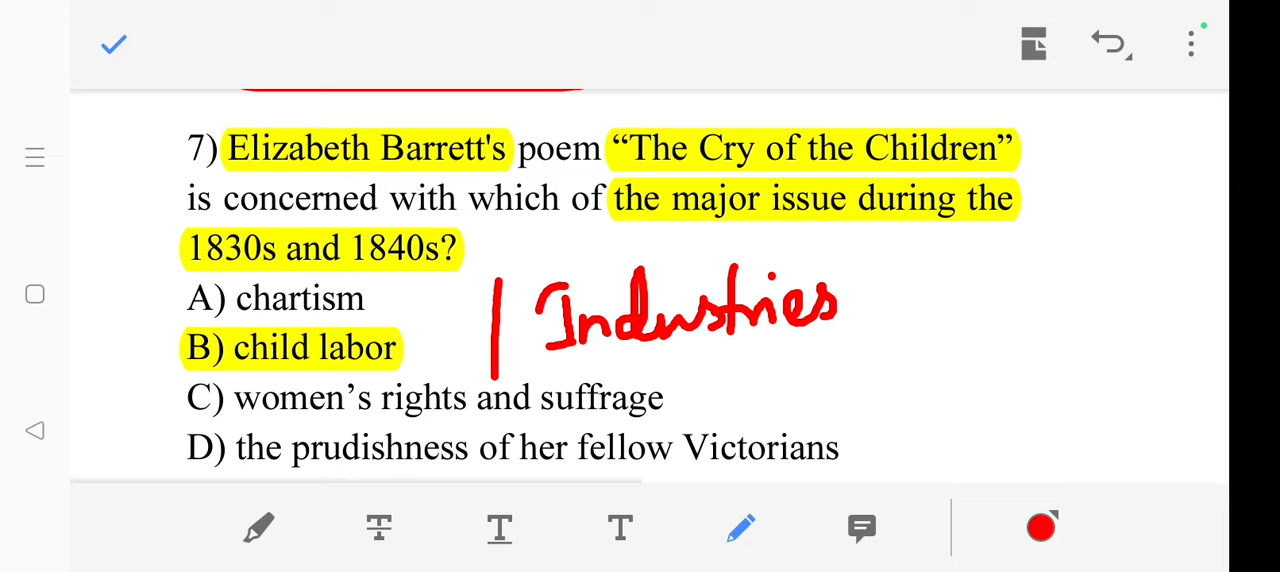 7) Elizabeth Barrett's poem “The Cry of the Children”
is concerned with which of the major issue during the
1830s and 1840s?
A) chartism
Industries
B) child labor
C) women’s rights and suffrage
D) the prudishness of her fellow Victorians
T
T
T